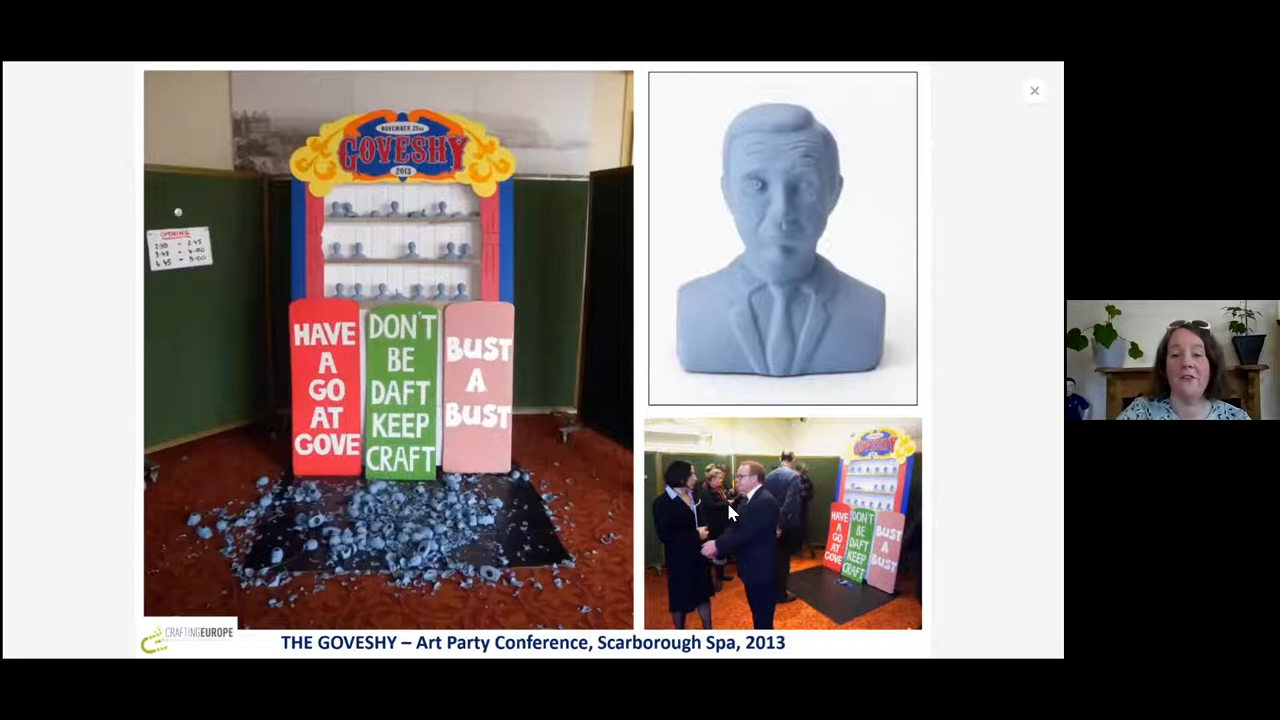 NOVEMBER 23RD
GOVESHY
2013
OPENING
HAVE
A
GO
AT
GOVE
DON'T
BE
DAFT
KEEP
CRAFT
BUST
A
BUST
GOVESHY
HAVE
A
GO
AT
GOVE
DON'T
BE
DAFT
KEEP
CRAFT
BUST
A
BUST
CRAFTINGEUROPE
THE GOVESHY – Art Party Conference, Scarborough Spa, 2013